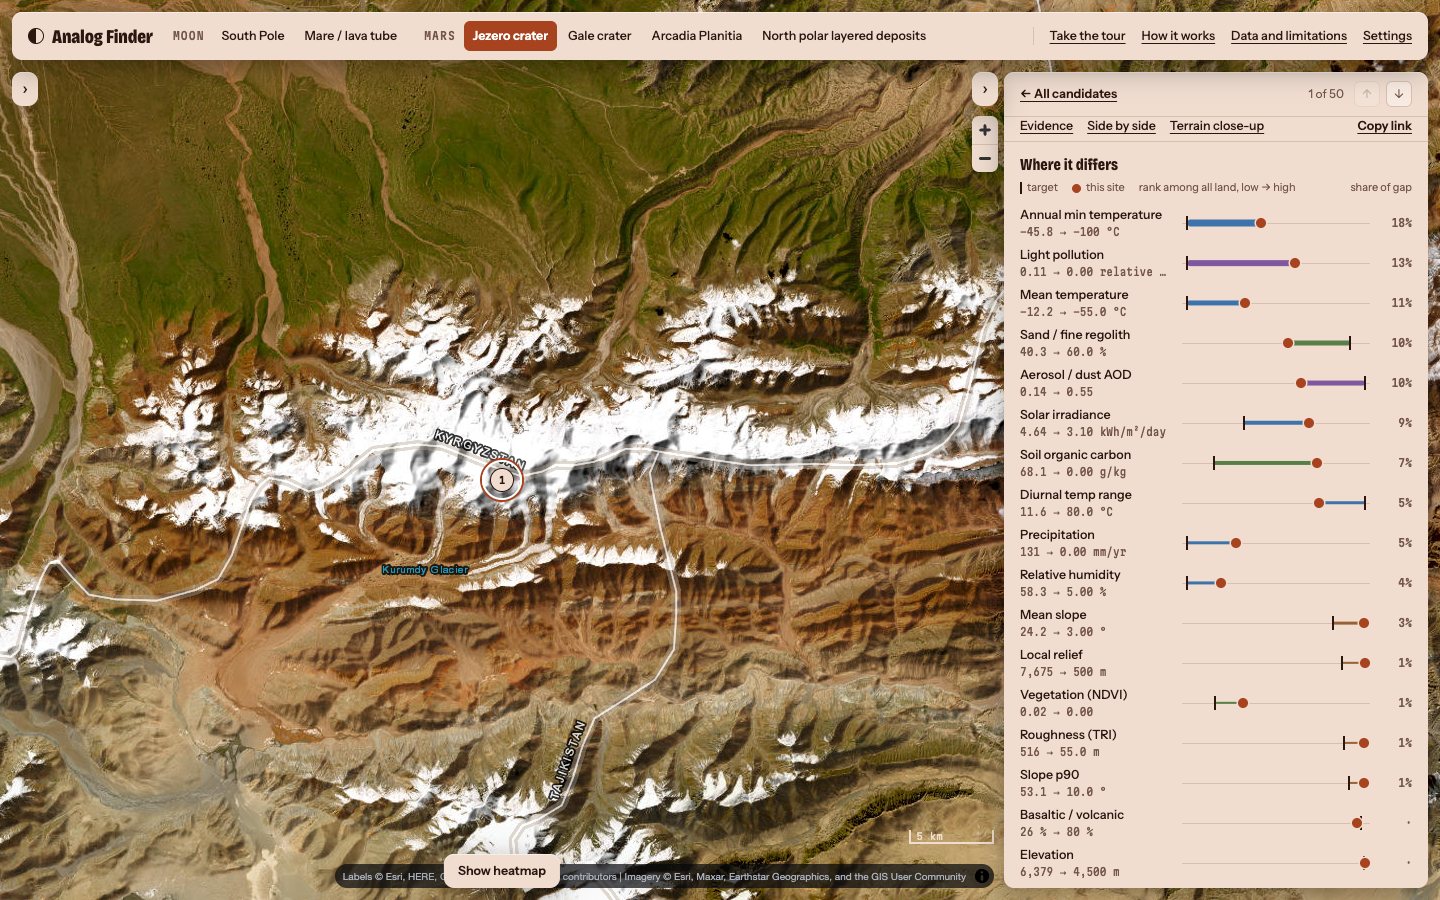 Analog Finder
MOON South Pole Mare / lava tube MARS Jezero crater Gale crater Arcadia Planitia North polar layered deposits
Take the tour How it works Data and limitations Settings
← All candidates 1 of 50 ↑ ↓
Evidence Side by side Terrain close-up Copy link
Where it differs
target this site rank among all land, low → high share of gap
Annual min temperature
-45.8 → -100 °C 18%
Light pollution
0.11 → 0.00 relative … 13%
Mean temperature
-12.2 → -55.0 °C 11%
Sand / fine regolith
40.3 → 60.0 % 10%
Aerosol / dust AOD
0.14 → 0.55 10%
Solar irradiance
4.64 → 3.10 kWh/m²/day 9%
Soil organic carbon
68.1 → 0.00 g/kg 7%
Diurnal temp range
11.6 → 80.0 °C 5%
Precipitation
131 → 0.00 mm/yr 5%
Relative humidity
58.3 → 5.00 % 4%
Mean slope
24.2 → 3.00 ° 3%
Local relief
7,675 → 500 m 1%
Vegetation (NDVI)
0.02 → 0.00 1%
Roughness (TRI)
516 → 55.0 m 1%
Slope p90
53.1 → 10.0 ° 1%
Basaltic / volcanic
26 % → 80 % ·
Elevation
6,379 → 4,500 m ·
KYRGYZSTAN
1
Kurumdy Glacier
TAJIKISTAN
5 km
Show heatmap
Labels © Esri, HERE, contributors | Imagery © Esri, Maxar, Earthstar Geographics, and the GIS User Community